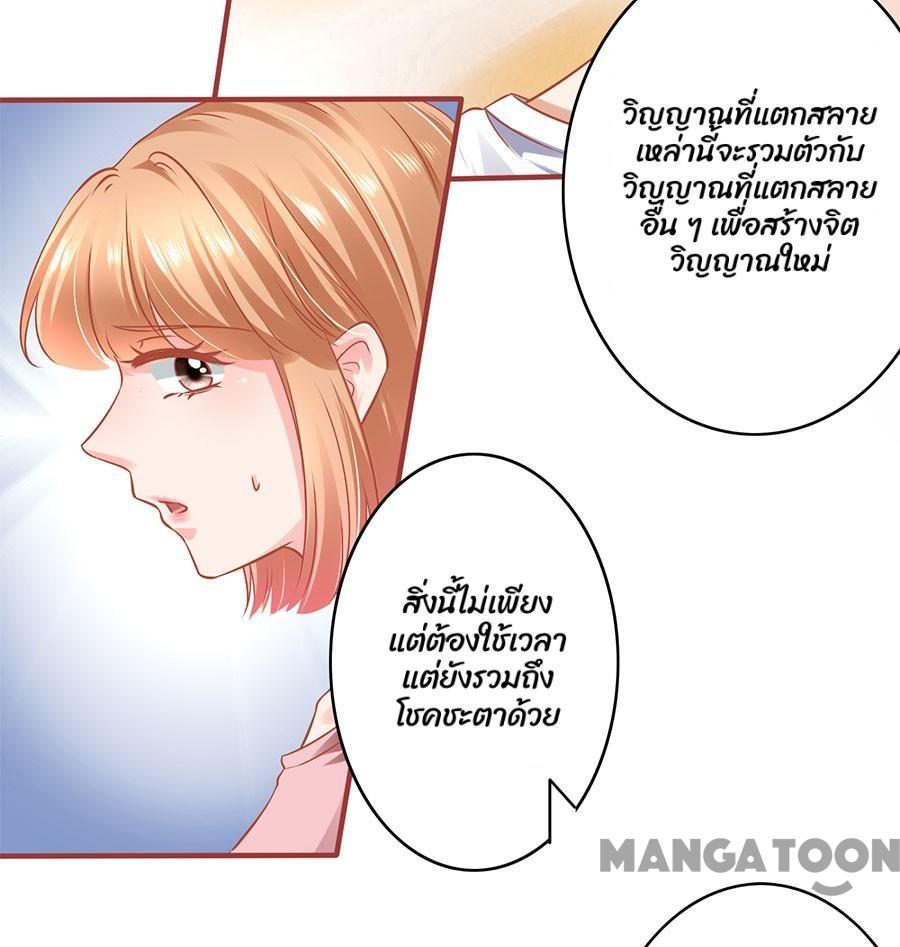 วิญญาณที่แตกสลาย
เหล่านี้จะรวมตัวกับ
วิญญาณที่แตกสลาย
อื่น ๆ เพื่อสร้างจิต
วิญญาณใหม่
สิ่งนี้ไม่เพียง
แต่ต้องใช้เวลา
แต่ยังรวมถึง
โชคชะตาด้วย
MANGATOON